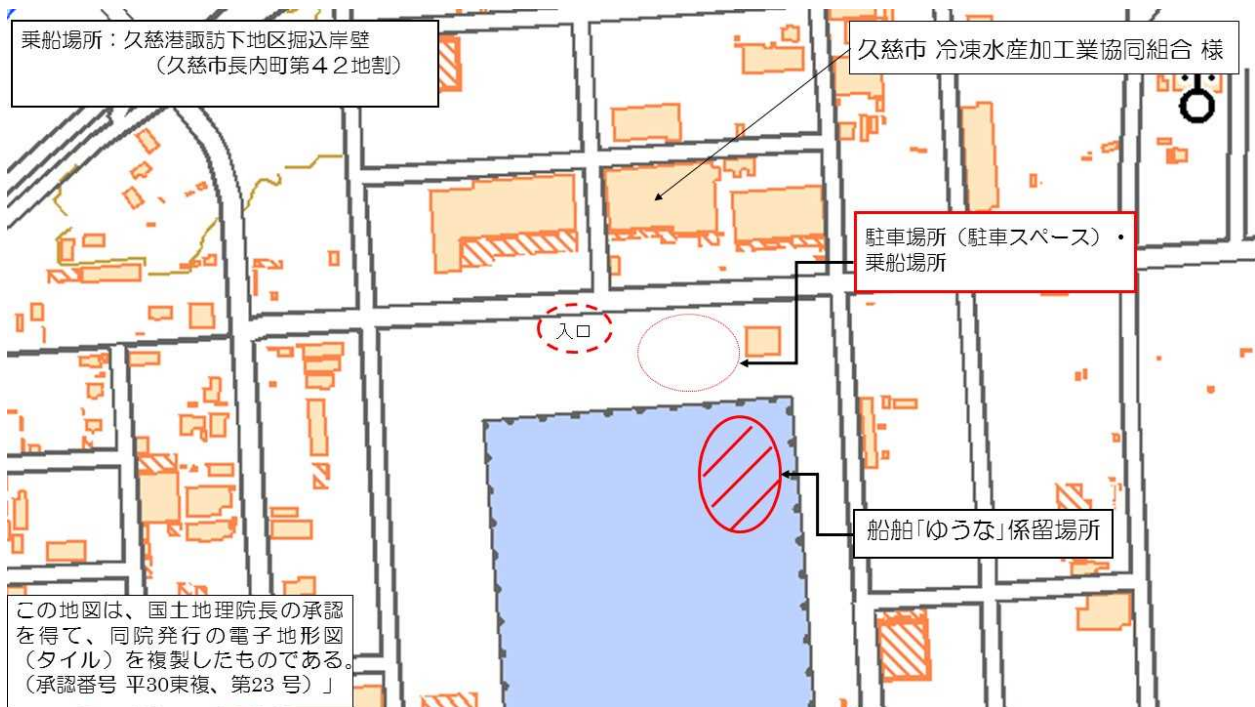 乗船場所：久慈港諏訪下地区掘込岸壁
（久慈市長内町第４２地割）
久慈市 冷凍水産加工業協同組合 様
駐車場所（駐車スペース）・
乗船場所
入口
船舶「ゆうな」係留場所
この地図は、国土地理院長の承認
を得て、同院発行の電子地形図
（タイル）を複製したものである。
（承認番号 平30東複、第23 号）」